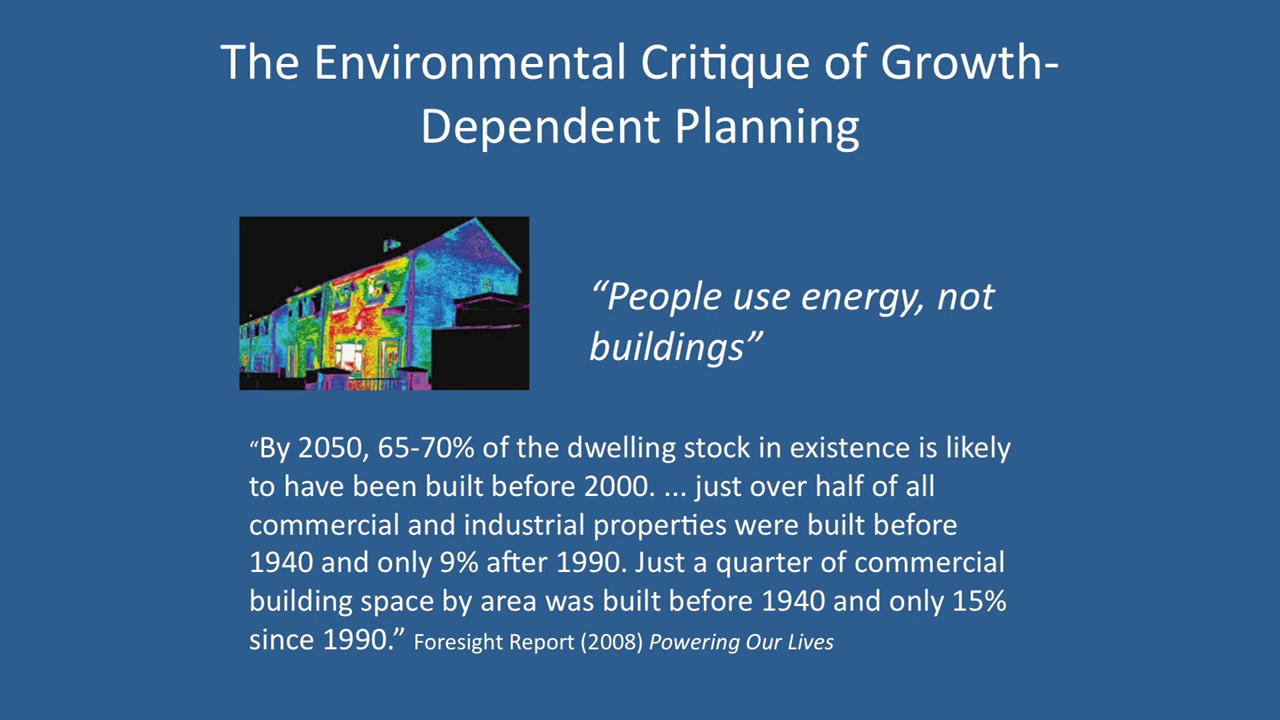 The Environmental Critique of Growth-
Dependent Planning
“People use energy, not
buildings”
“By 2050, 65-70% of the dwelling stock in existence is likely
to have been built before 2000. ... just over half of all
commercial and industrial properties were built before
1940 and only 9% after 1990. Just a quarter of commercial
building space by area was built before 1940 and only 15%
since 1990.” Foresight Report (2008) Powering Our Lives